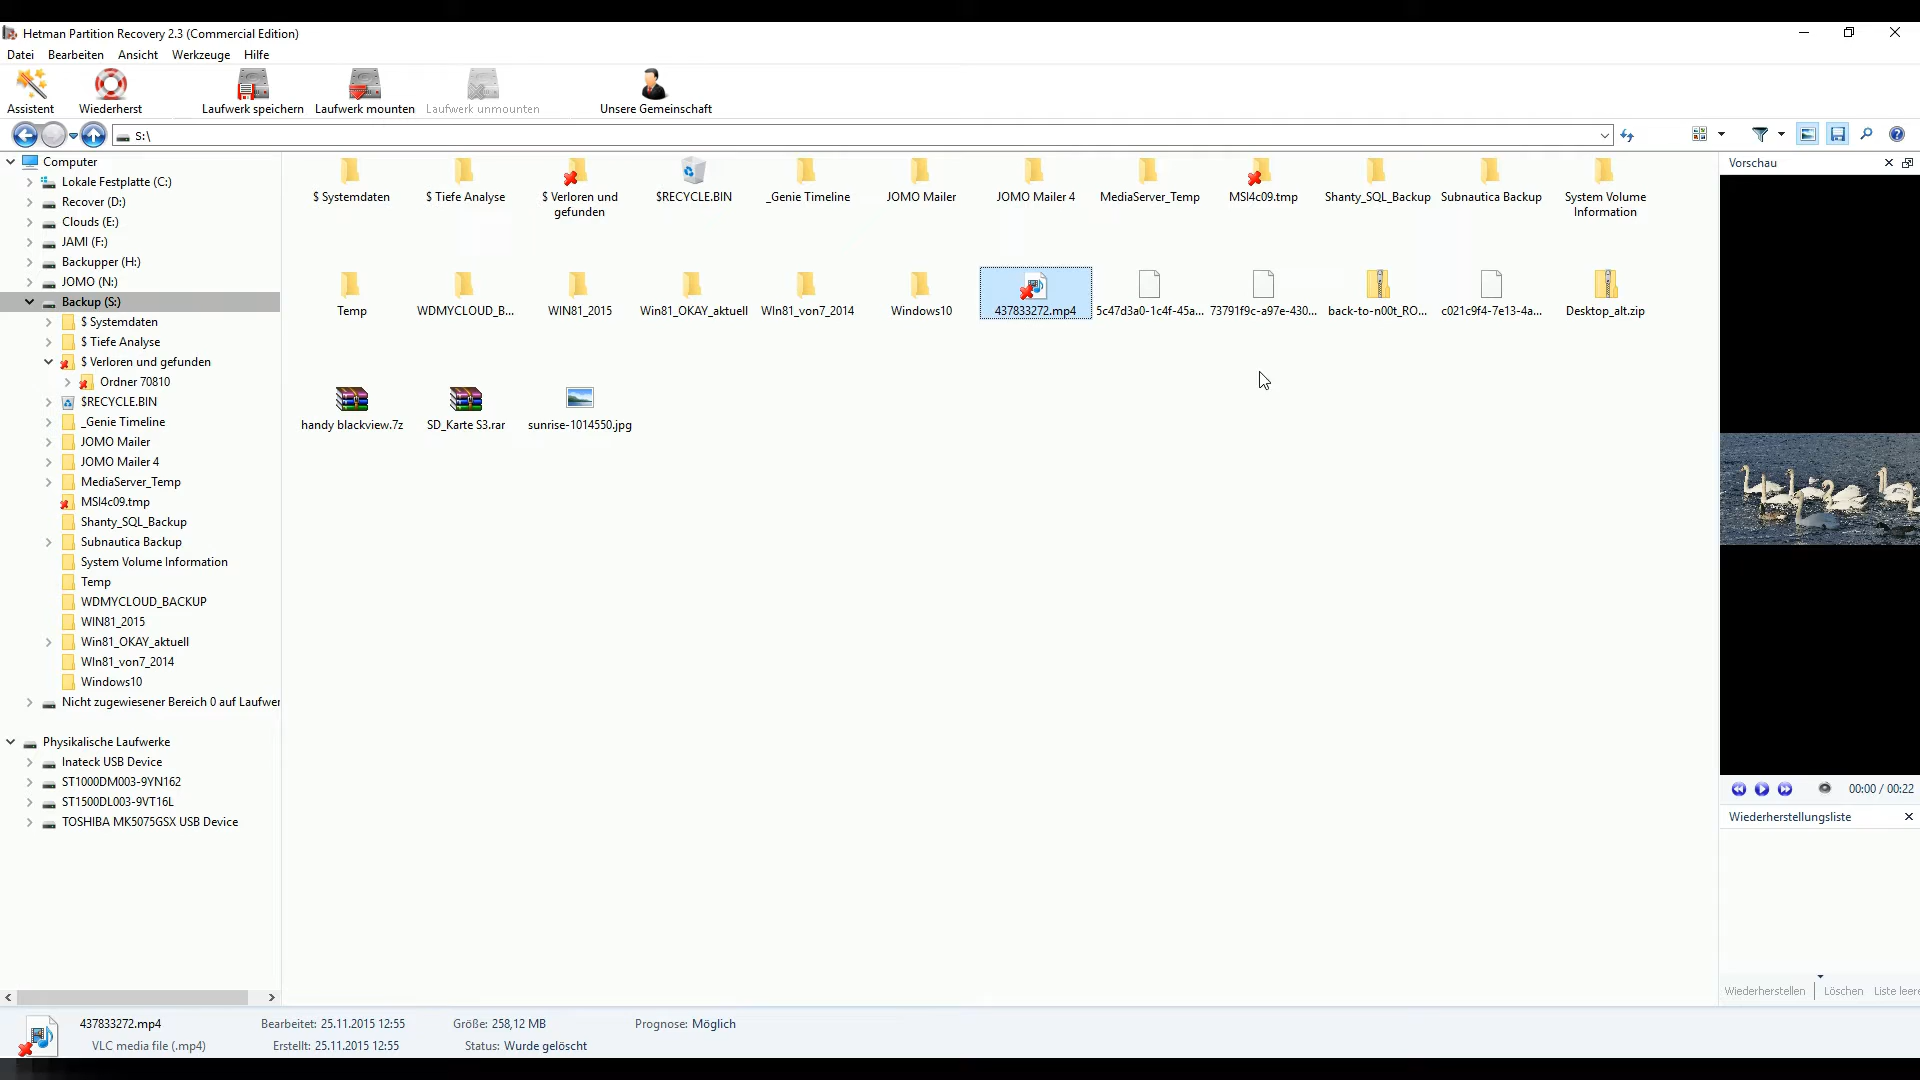 Hetman Partition Recovery 2.3 (Commercial Edition)
Datei Bearbeiten Ansicht Werkzeuge Hilfe
Assistent Wiederherst Laufwerk speichern Laufwerk mounten Laufwerk unmounten Unsere Gemeinschaft
S:\
Computer
Lokale Festplatte (C:)
Recover (D:)
Clouds (E:)
JAMI (F:)
Backupper (H:)
JOMO (N:)
Backup (S:)
$ Systemdaten
$ Tiefe Analyse
$ Verloren und gefunden
Ordner 70810
$RECYCLE.BIN
_Genie Timeline
JOMO Mailer
JOMO Mailer 4
MediaServer_Temp
MSI4c09.tmp
Shanty_SQL_Backup
Subnautica Backup
System Volume Information
Temp
WDMYCLOUD_BACKUP
WIN81_2015
Win81_OKAY_aktuell
WIn81_von7_2014
Windows10
Nicht zugewiesener Bereich 0 auf Laufwer
Physikalische Laufwerke
Inateck USB Device
ST1000DM003-9YN162
ST1500DL003-9VT16L
TOSHIBA MK5075GSX USB Device
$ Systemdaten $ Tiefe Analyse $ Verloren und $RECYCLE.BIN _Genie Timeline JOMO Mailer JOMO Mailer 4 MediaServer_Temp MSI4c09.tmp Shanty_SQL_Backup Subnautica Backup System Volume
gefunden Information
Temp WDMYCLOUD_B... WIN81_2015 Win81_OKAY_aktuell WIn81_von7_2014 Windows10 437833272.mp4 5c47d3a0-1c4f-45a... 73791f9c-a97e-430... back-to-n00t_RO... c021c9f4-7e13-4a... Desktop_alt.zip
handy blackview.7z SD_Karte S3.rar sunrise-1014550.jpg
Vorschau
00:00 / 00:22
Wiederherstellungsliste
Wiederherstellen Löschen Liste leere
437833272.mp4 Bearbeitet: 25.11.2015 12:55 Größe: 258,12 MB Prognose: Möglich
VLC media file (.mp4) Erstellt: 25.11.2015 12:55 Status: Wurde gelöscht